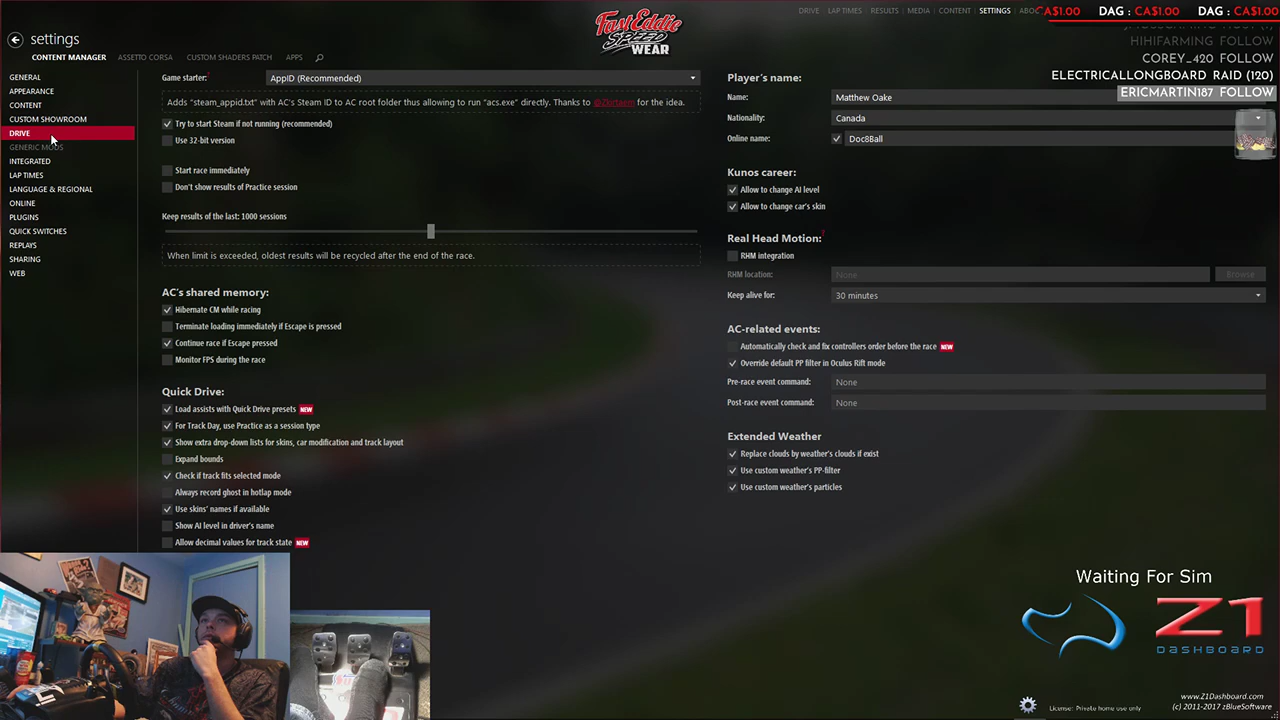 DRIVE LAP TIMES RESULTS MEDIA CONTENT SETTINGS
CA$1.00 DAG : CA$1.00 DAG : CA$1.00
settings
FastEddie
SPEED
WEAR
HIHIFARMING FOLLOW
COREY_420 FOLLOW
ELECTRICALLONGBOARD RAID (120)
ERICMARTIN187 FOLLOW
CONTENT MANAGER ASSETTO CORSA CUSTOM SHADERS PATCH APPS
GENERAL
APPEARANCE
CONTENT
CUSTOM SHOWROOM
DRIVE
GENERIC MODS
INTEGRATED
LAP TIMES
LANGUAGE & REGIONAL
ONLINE
PLUGINS
QUICK SWITCHES
REPLAYS
SHARING
WEB
Game starter: AppID (Recommended)
Adds "steam_appid.txt" with AC's Steam ID to AC root folder thus allowing to run "acs.exe" directly. Thanks to for the idea.
Try to start Steam if not running (recommended)
Use 32-bit version
Start race immediately
Don't show results of Practice session
Keep results of the last: 1000 sessions
When limit is exceeded, oldest results will be recycled after the end of the race.
AC's shared memory:
Hibernate CM while racing
Terminate loading immediately if Escape is pressed
Continue race if Escape pressed
Monitor FPS during the race
Quick Drive:
Load assists with Quick Drive presets NEW
For Track Day, use Practice as a session type
Show extra drop-down lists for skins, car modification and track layout
Expand bounds
Check if track fits selected mode
Always record ghost in hotlap mode
Use skins' names if available
Show AI level in driver's name
Allow decimal values for track state NEW
Player's name:
Name: Matthew Oake
Nationality: Canada
Online name: Doc8Ball
Kunos career:
Allow to change AI level
Allow to change car's skin
Real Head Motion:
RHM integration
RHM location: None Browse
Keep alive for: 30 minutes
AC-related events:
Automatically check and fix controllers order before the race NEW
Override default PP filter in Oculus Rift mode
Pre-race event command: None
Post-race event command: None
Extended Weather
Replace clouds by weather's clouds if exist
Use custom weather's PP-filter
Use custom weather's particles
Waiting For Sim
Z1
DASHBOARD
www.Z1Dashboard.com
License: Private home use only (c) 2011-2017 zBlueSoftware